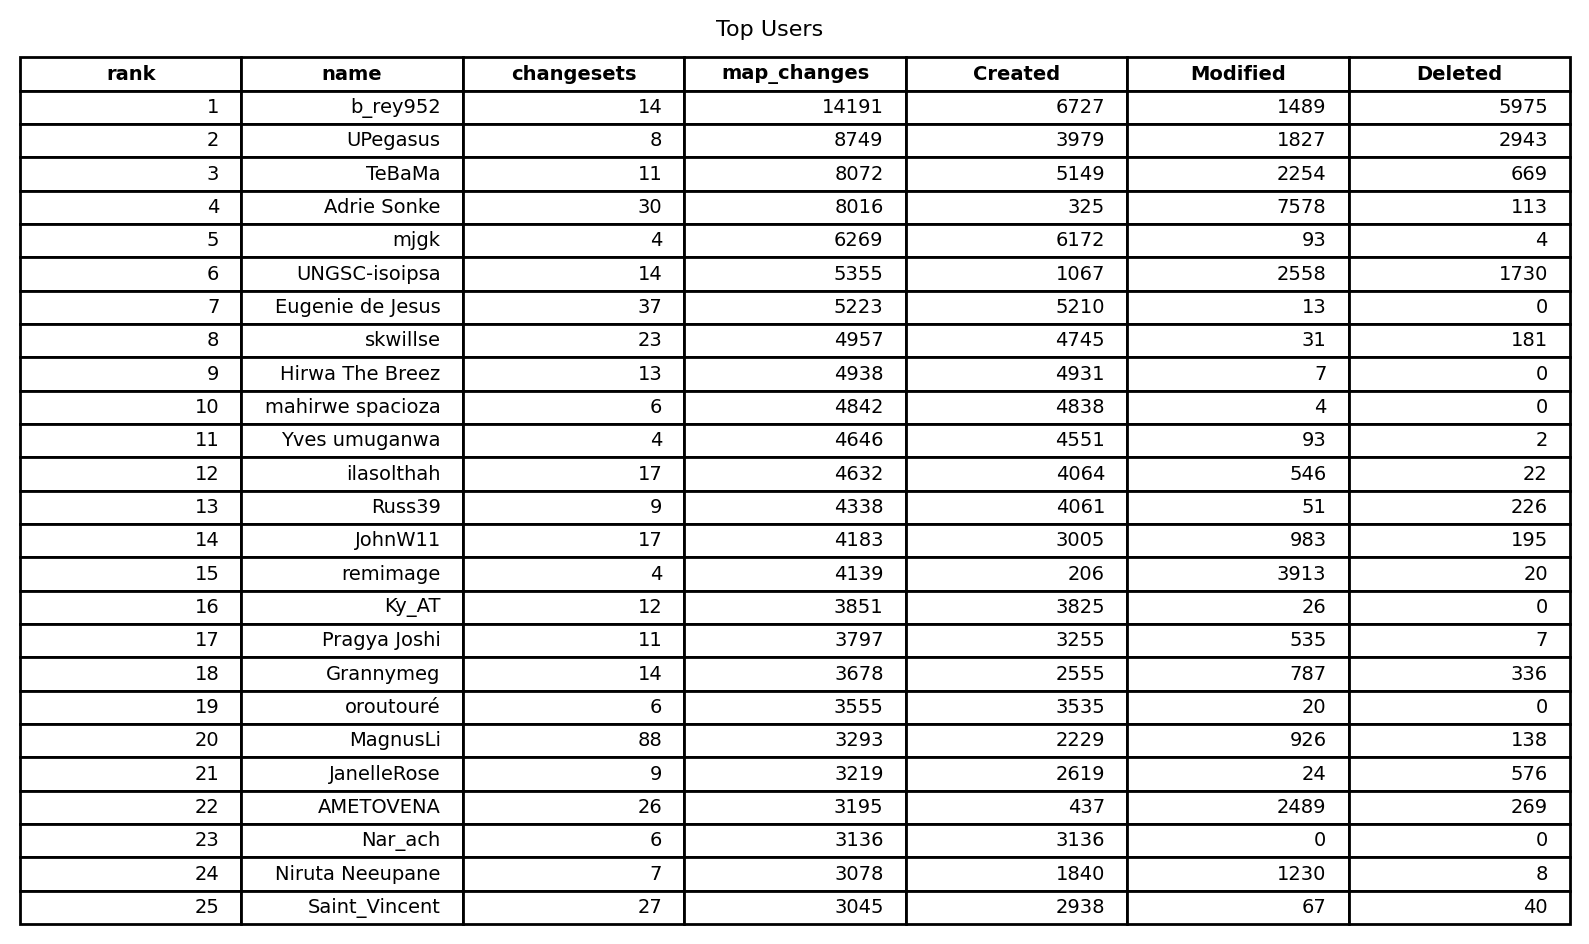 Top Users
rank name changesets map_changes Created Modified Deleted
1 b_rey952 14 14191 6727 1489 5975
2 UPegasus 8 8749 3979 1827 2943
3 TeBaMa 11 8072 5149 2254 669
4 Adrie Sonke 30 8016 325 7578 113
5 mjgk 4 6269 6172 93 4
6 UNGSC-isoipsa 14 5355 1067 2558 1730
7 Eugenie de Jesus 37 5223 5210 13 0
8 skwillse 23 4957 4745 31 181
9 Hirwa The Breez 13 4938 4931 7 0
10 mahirwe spacioza 6 4842 4838 4 0
11 Yves umuganwa 4 4646 4551 93 2
12 ilasolthah 17 4632 4064 546 22
13 Russ39 9 4338 4061 51 226
14 JohnW11 17 4183 3005 983 195
15 remimage 4 4139 206 3913 20
16 Ky_AT 12 3851 3825 26 0
17 Pragya Joshi 11 3797 3255 535 7
18 Grannymeg 14 3678 2555 787 336
19 oroutouré 6 3555 3535 20 0
20 MagnusLi 88 3293 2229 926 138
21 JanelleRose 9 3219 2619 24 576
22 AMETOVENA 26 3195 437 2489 269
23 Nar_ach 6 3136 3136 0 0
24 Niruta Neeupane 7 3078 1840 1230 8
25 Saint_Vincent 27 3045 2938 67 40